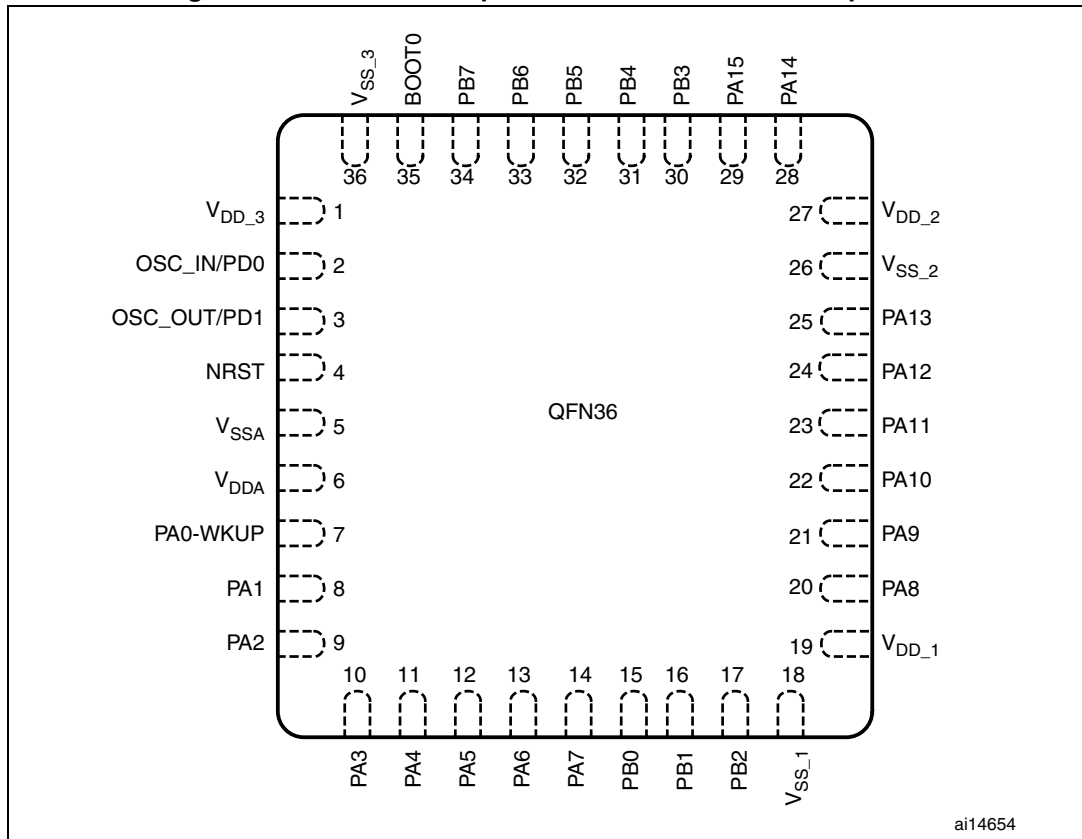 VSS_3 BOOT0 PB7 PB6 PB5 PB4 PB3 PA15 PA14
36 35 34 33 32 31 30 29 28
VDD_3 1 27 VDD_2
OSC_IN/PD0 2 26 VSS_2
OSC_OUT/PD1 3 25 PA13
NRST 4 24 PA12
QFN36
VSSA 5 23 PA11
VDDA 6 22 PA10
PA0-WKUP 7 21 PA9
PA1 8 20 PA8
PA2 9 19 VDD_1
10 11 12 13 14 15 16 17 18
PA3 PA4 PA5 PA6 PA7 PB0 PB1 PB2 VSS_1
ai14654